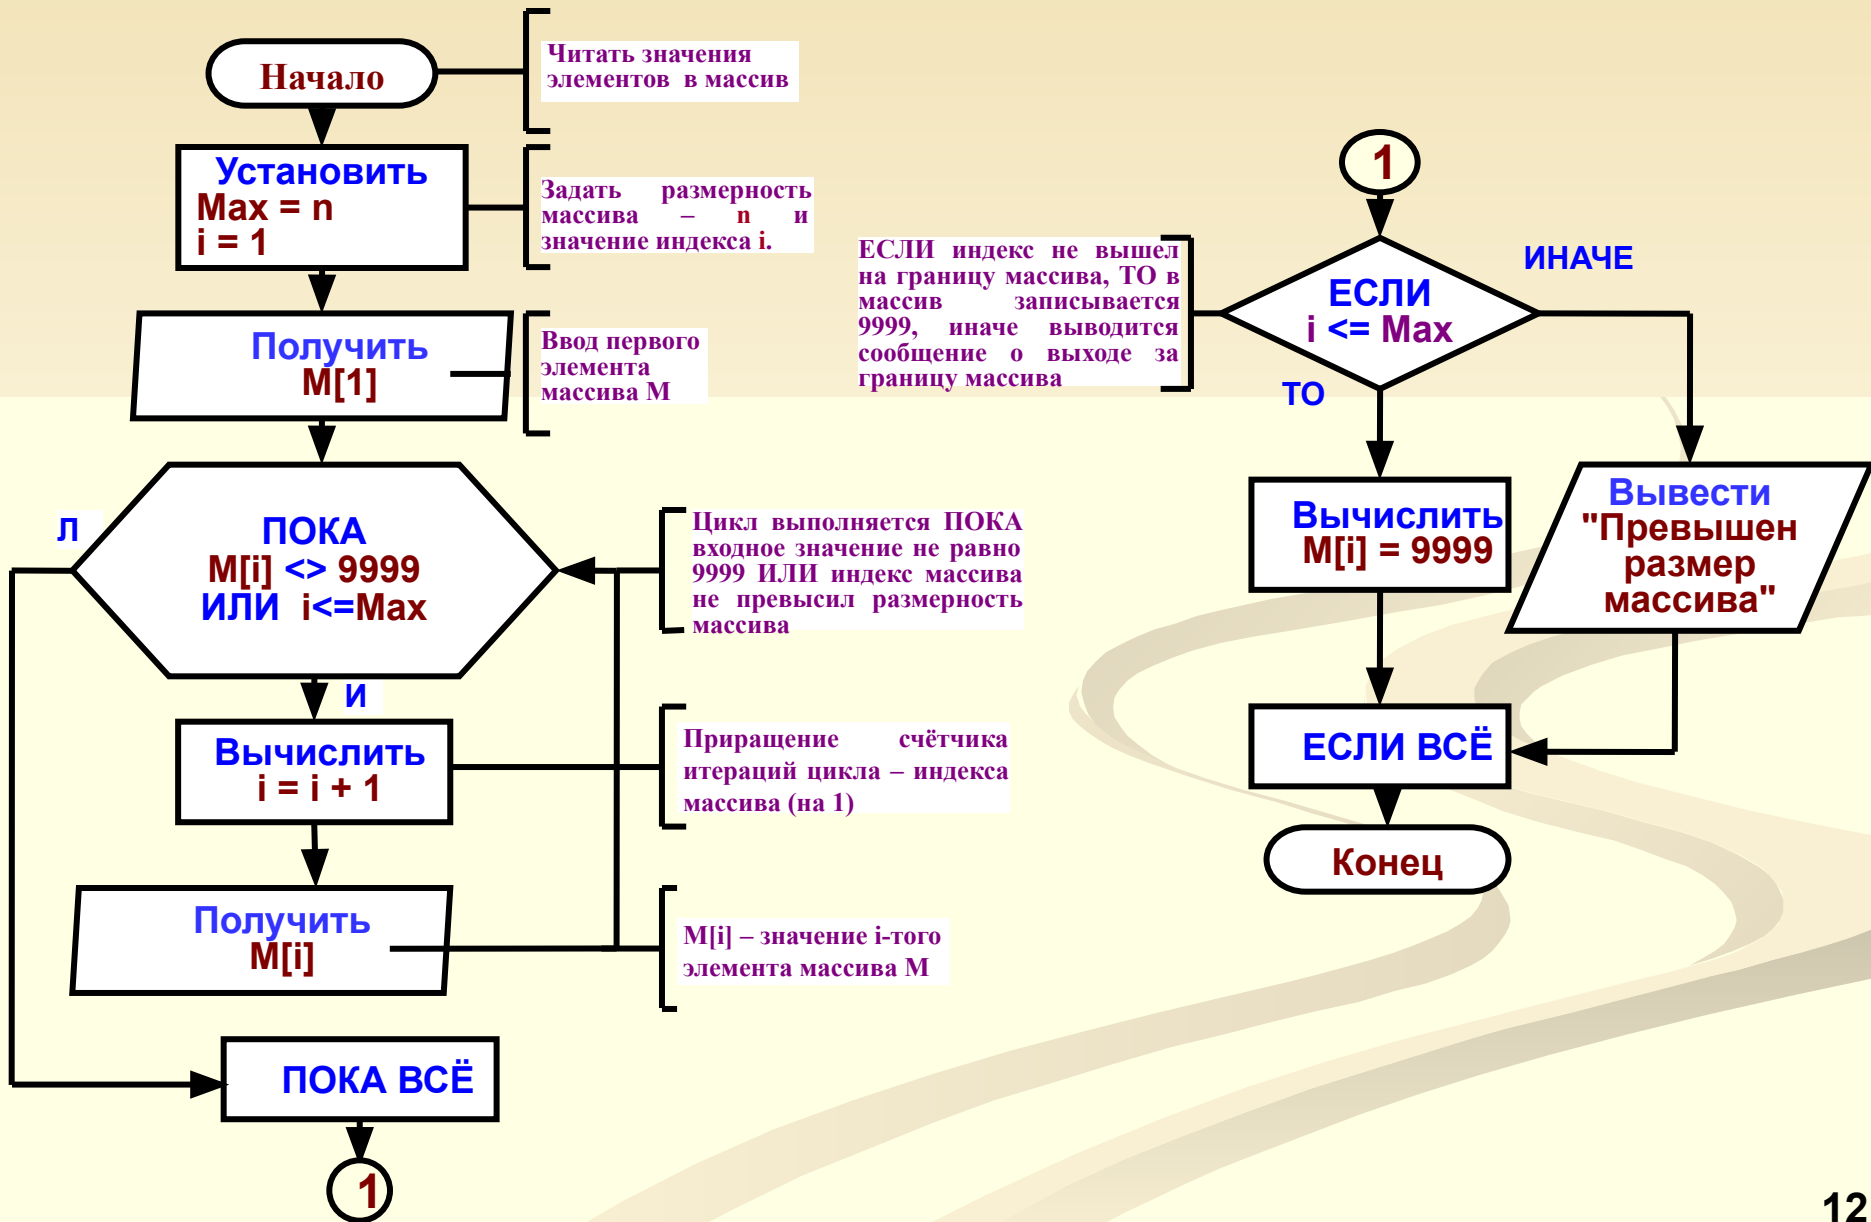 Начало
Читать значения
элементов в массив
Установить
Max = n
i = 1
Задать размерность
массива – n и
значение индекса i.
Получить
M[1]
Ввод первого
элемента
массива М
Л
ПОКА
M[i] <> 9999
ИЛИ i<=Max
Цикл выполняется ПОКА
входное значение не равно
9999 ИЛИ индекс массива
не превысил размерность
массива
И
Вычислить
i = i + 1
Приращение счётчика
итераций цикла – индекса
массива (на 1)
Получить
M[i]
M[i] – значение i-того
элемента массива М
ПОКА ВСЁ
1
1
ЕСЛИ индекс не вышел
на границу массива, ТО в
массив записывается
9999, иначе выводится
сообщение о выходе за
границу массива
ЕСЛИ
i <= Max
ИНАЧЕ
ТО
Вычислить
M[i] = 9999
Вывести
"Превышен
размер
массива"
ЕСЛИ ВСЁ
Конец
12